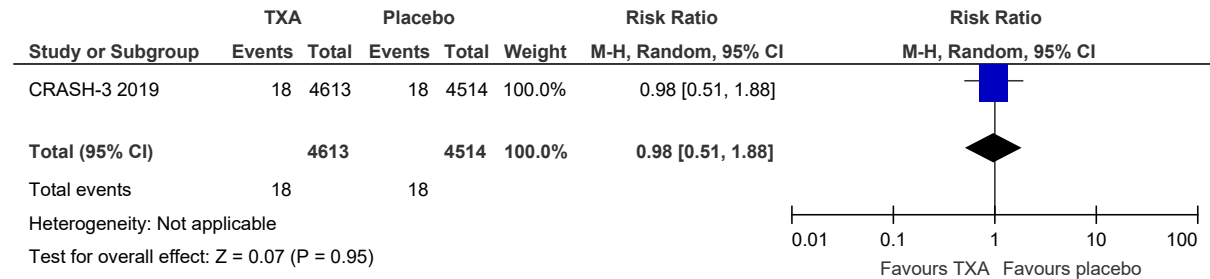 TXA Placebo Risk Ratio Risk Ratio
Study or Subgroup Events Total Events Total Weight M-H, Random, 95% CI M-H, Random, 95% CI
CRASH-3 2019 18 4613 18 4514 100.0% 0.98 [0.51, 1.88]
Total (95% CI) 4613 4514 100.0% 0.98 [0.51, 1.88]
Total events 18 18
Heterogeneity: Not applicable
Test for overall effect: Z = 0.07 (P = 0.95)
0.01 0.1 1 10 100
Favours TXA Favours placebo